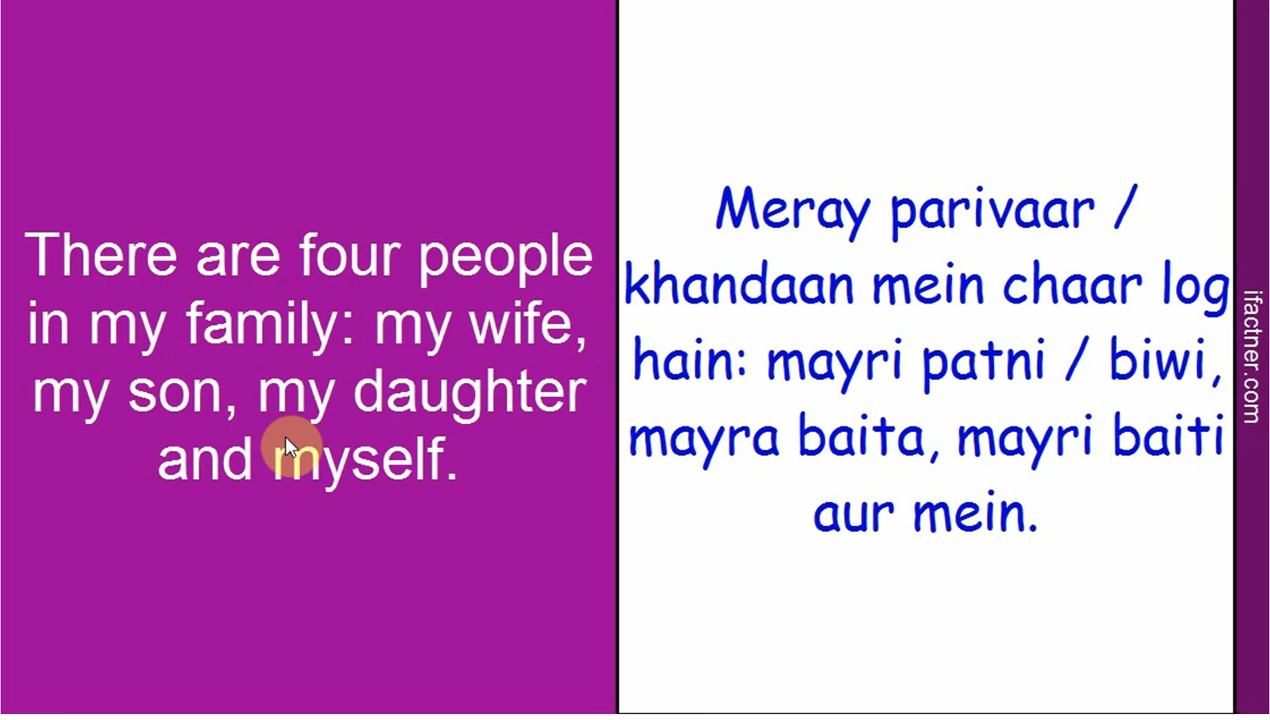 There are four people
in my family: my wife,
my son, my daughter
and myself.
Meray parivaar /
khandaan mein chaar log
hain: mayri patni / biwi,
mayra baita, mayri baiti
aur mein.
ifactner.com